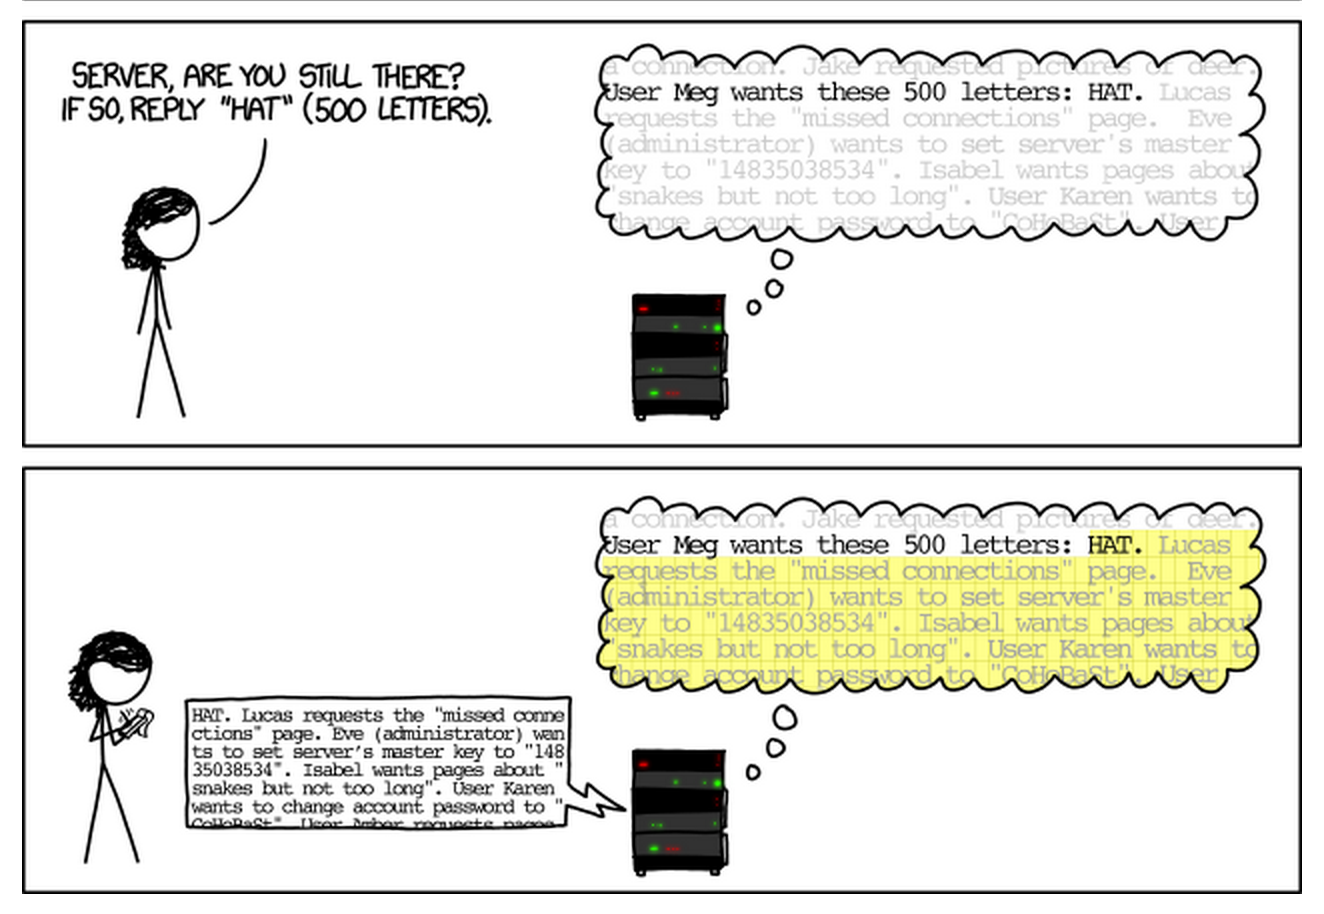 SERVER, ARE YOU STILL THERE?
IF SO, REPLY "HAT" (500 LETTERS).
a connection. Jake requested pictures of deer.
User Meg wants these 500 letters: HAT. Lucas
requests the "missed connections" page. Eve
(administrator) wants to set server's master
key to "14835038534". Isabel wants pages about
"snakes but not too long". User Karen wants to
change account password to "CoHoBaSt". User
a connection. Jake requested pictures of deer.
User Meg wants these 500 letters: HAT. Lucas
requests the "missed connections" page. Eve
(administrator) wants to set server's master
key to "14835038534". Isabel wants pages about
"snakes but not too long". User Karen wants to
change account password to "CoHoBaSt". User
HAT. Lucas requests the "missed conne
ctions" page. Eve (administrator) wan
ts to set server's master key to "148
35038534". Isabel wants pages about "
snakes but not too long". User Karen
wants to change account password to "
CoHoBaSt". User Amber requests pages